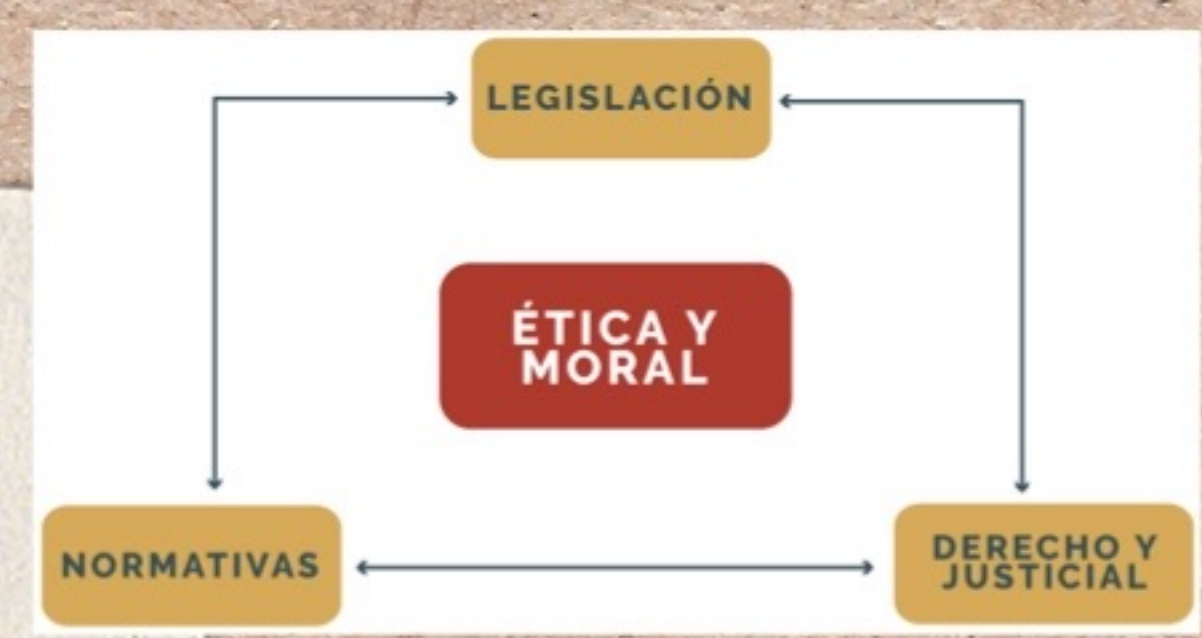 LEGISLACIÓN
ÉTICA Y
MORAL
NORMATIVAS
DERECHO Y
JUSTICIAL